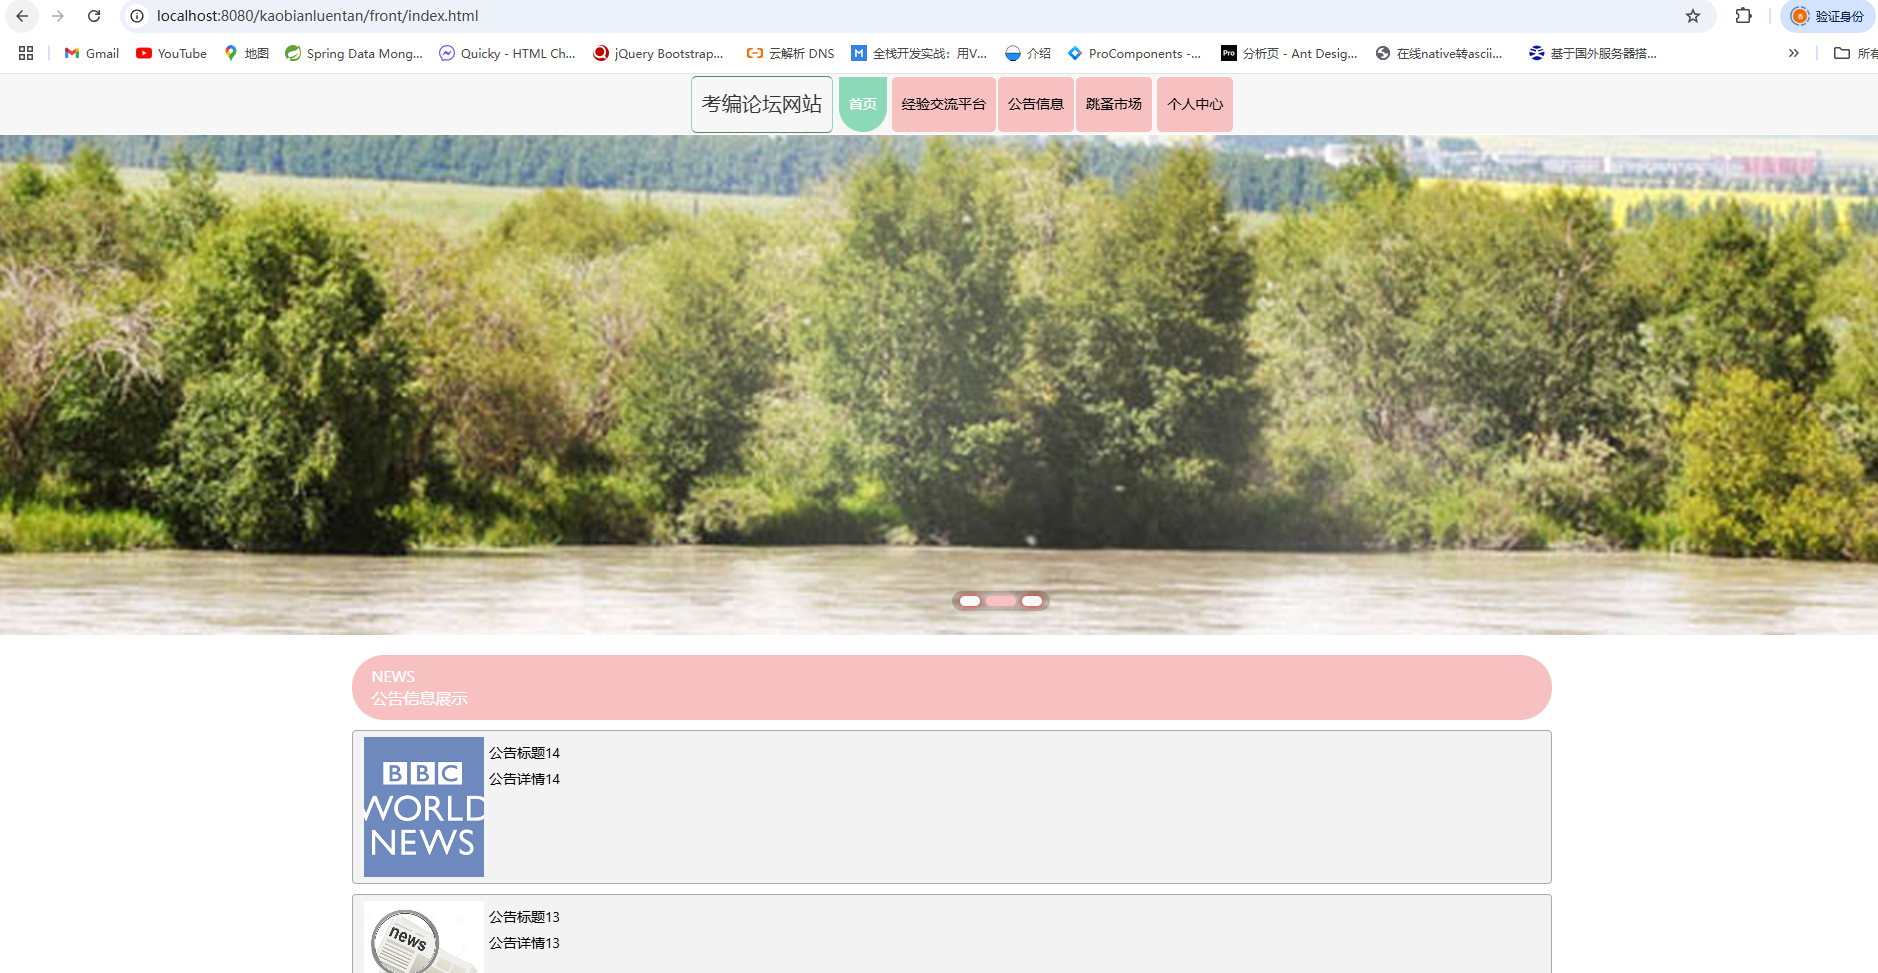 localhost:8080/kaobianluentan/front/index.html
验证身份
Gmail
YouTube
地图
Spring Data Mong...
Quicky - HTML Ch...
jQuery Bootstrap...
云解析 DNS
全栈开发实战：用V...
介绍
ProComponents -...
Pro
分析页 - Ant Desig...
在线native转ascii...
基于国外服务器搭...
所有
考编论坛网站
首页
经验交流平台
公告信息
跳蚤市场
个人中心
NEWS
公告信息展示
BBC
WORLD
NEWS
公告标题14
公告详情14
news
公告标题13
公告详情13